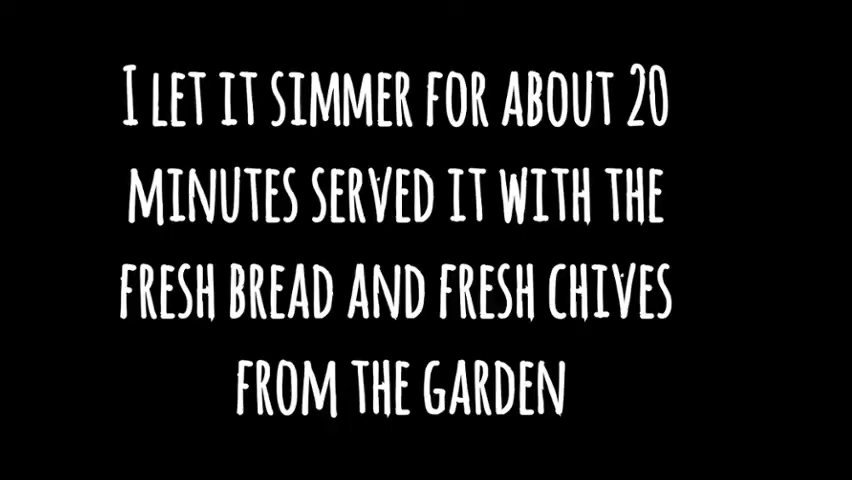 I LET IT SIMMER FOR ABOUT 20
MINUTES SERVED IT WITH THE
FRESH BREAD AND FRESH CHIVES
FROM THE GARDEN